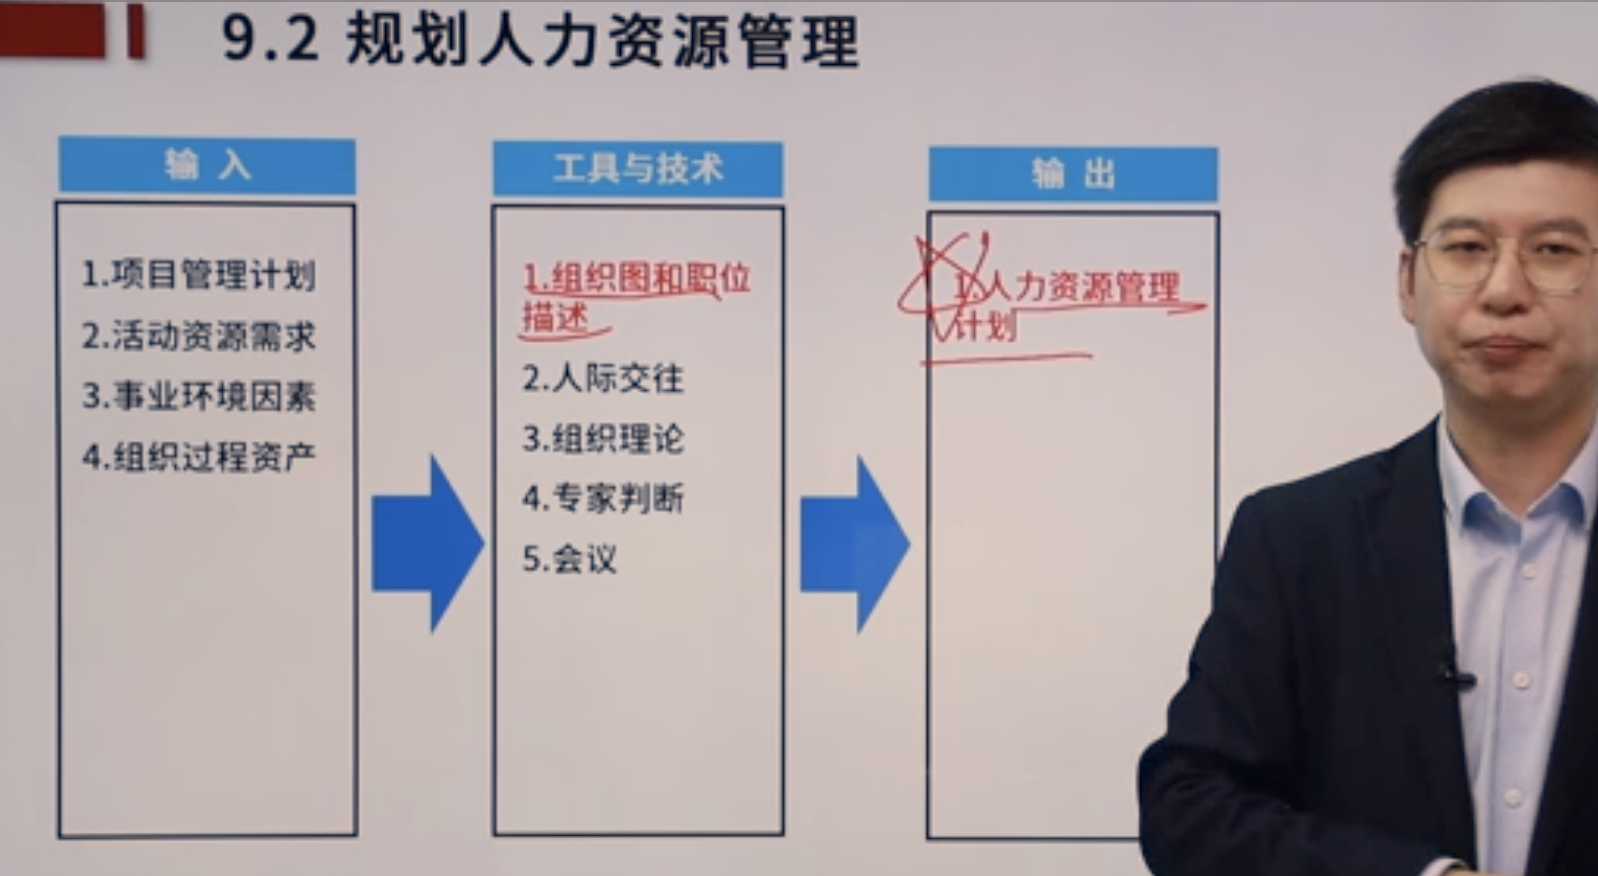 9.2 规划人力资源管理
输入
1.项目管理计划
2.活动资源需求
3.事业环境因素
4.组织过程资产
工具与技术
1.组织图和职位
描述
2.人际交往
3.组织理论
4.专家判断
5.会议
输出
1.人力资源管理
计划